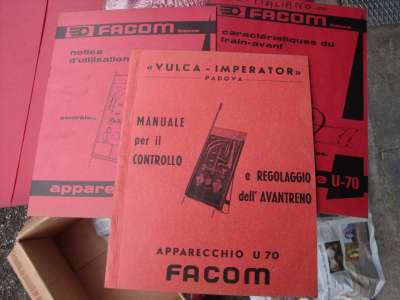 FACOM
notice
d'utilisation
contrôle...
appare
ITALIANO
FACOM
caractéristiques du
train-avant
e U-70
«VULCA - IMPERATOR»
PADOVA
MANUALE
per il
CONTROLLO
e REGOLAGGIO
dell'AVANTRENO
APPARECCHIO U 70
FACOM